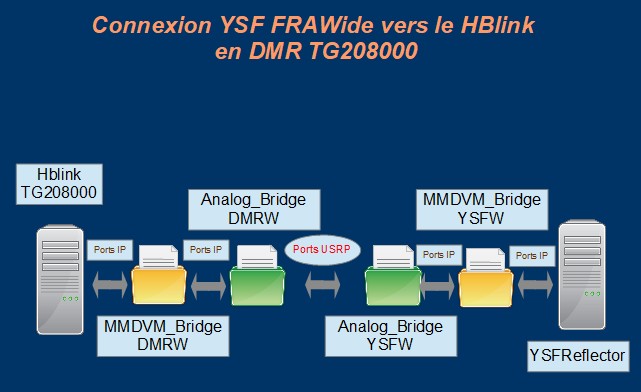 Connexion YSF FRAWide vers le HBlink
en DMR TG208000
Hblink
TG208000
Analog_Bridge
DMRW
MMDVM_Bridge
YSFW
Ports IP
Ports IP
Ports USRP
Ports IP
Ports IP
MMDVM_Bridge
DMRW
Analog_Bridge
YSFW
YSFReflector